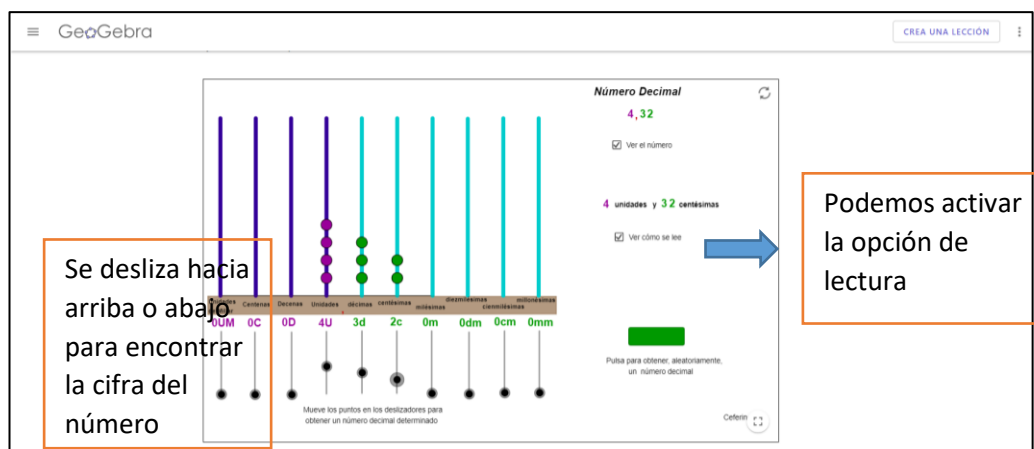 GeoGebra
CREA UNA LECCIÓN
Número Decimal
4,32
Ver el número
4 unidades y 32 centésimas
Ver cómo se lee
Podemos activar
la opción de
lectura
Se desliza hacia
arriba o abajo
para encontrar
la cifra del
número
Centenas Decenas Unidades décimas centésimas milésimas diezmilésimas cienmilésimas millonésimas
0UM 0C 0D 4U 3d 2c 0m 0dm 0cm 0mm
Mueve los puntos en los deslizadores para
obtener un número decimal determinado
Pulsa para obtener, aleatoriamente,
un número decimal